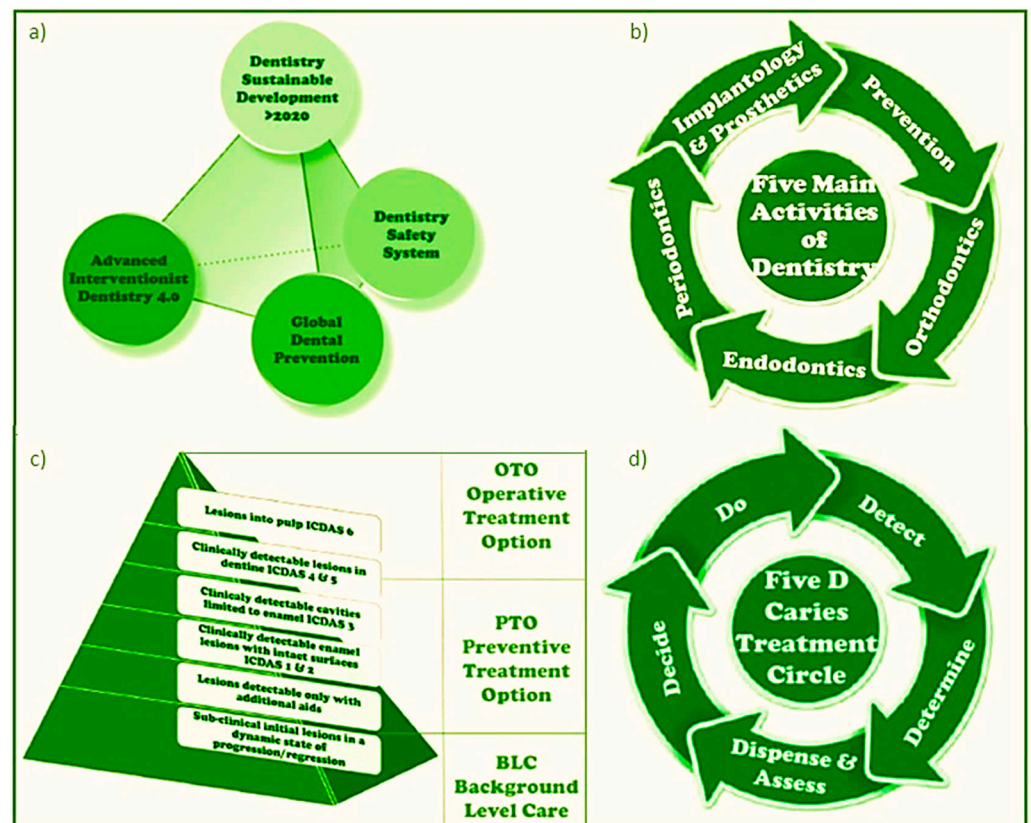 a)
Dentistry
Sustainable
Development
>2020
Dentistry
Safety
System
Advanced
Interventionist
Dentistry 4.0
Global
Dental
Prevention
b)
Implantology
& Prosthetics
Prevention
Orthodontics
Endodontics
Periodontics
Five Main
Activities
of
Dentistry
c)
Lesions into pulp ICDAS 6
Clinically detectable lesions in
dentine ICDAS 4 & 5
Clinicaly detectable cavities
limited to enamel ICDAS 3
Clinically detectable enamel
lesions with intact surfaces
ICDAS 1 & 2
Lesions detectable only with
additional aids
Sub-clinical initial lesions in a
dynamic state of
progression/regression
OTO
Operative
Treatment
Option
PTO
Preventive
Treatment
Option
BLC
Background
Level Care
d)
Do
Detect
Determine
Dispense &
Assess
Decide
Five D
Caries
Treatment
Circle